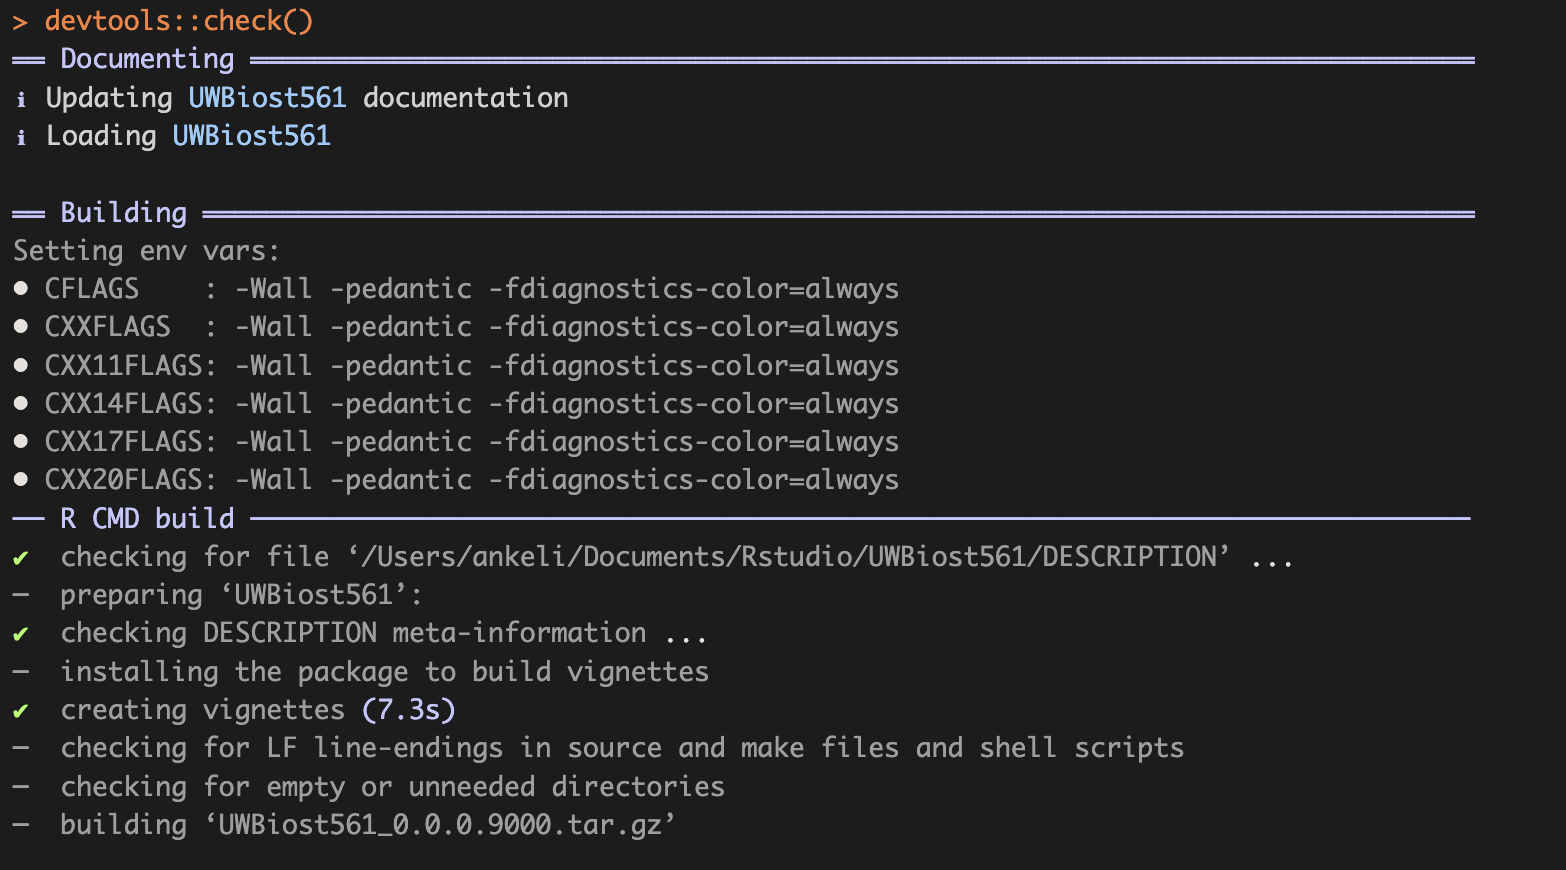 > devtools::check()
══ Documenting ═════════════════════════════════════════════════════════════════════════════
ℹ Updating UWBiost561 documentation
ℹ Loading UWBiost561
══ Building ════════════════════════════════════════════════════════════════════════════════
Setting env vars:
● CFLAGS    : -Wall -pedantic -fdiagnostics-color=always
● CXXFLAGS  : -Wall -pedantic -fdiagnostics-color=always
● CXX11FLAGS: -Wall -pedantic -fdiagnostics-color=always
● CXX14FLAGS: -Wall -pedantic -fdiagnostics-color=always
● CXX17FLAGS: -Wall -pedantic -fdiagnostics-color=always
● CXX20FLAGS: -Wall -pedantic -fdiagnostics-color=always
── R CMD build ─────────────────────────────────────────────────────────────────────────────
✔  checking for file ‘/Users/ankeli/Documents/Rstudio/UWBiost561/DESCRIPTION’ ...
─  preparing ‘UWBiost561’:
✔  checking DESCRIPTION meta-information ...
─  installing the package to build vignettes
✔  creating vignettes (7.3s)
─  checking for LF line-endings in source and make files and shell scripts
─  checking for empty or unneeded directories
─  building ‘UWBiost561_0.0.0.9000.tar.gz’